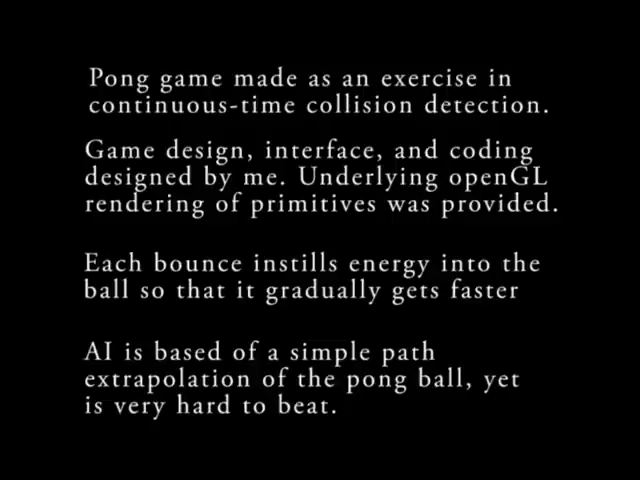 Pong game made as an exercise in
continuous-time collision detection.
Game design, interface, and coding
designed by me. Underlying openGL
rendering of primitives was provided.
Each bounce instills energy into the
ball so that it gradually gets faster
AI is based of a simple path
extrapolation of the pong ball, yet
is very hard to beat.